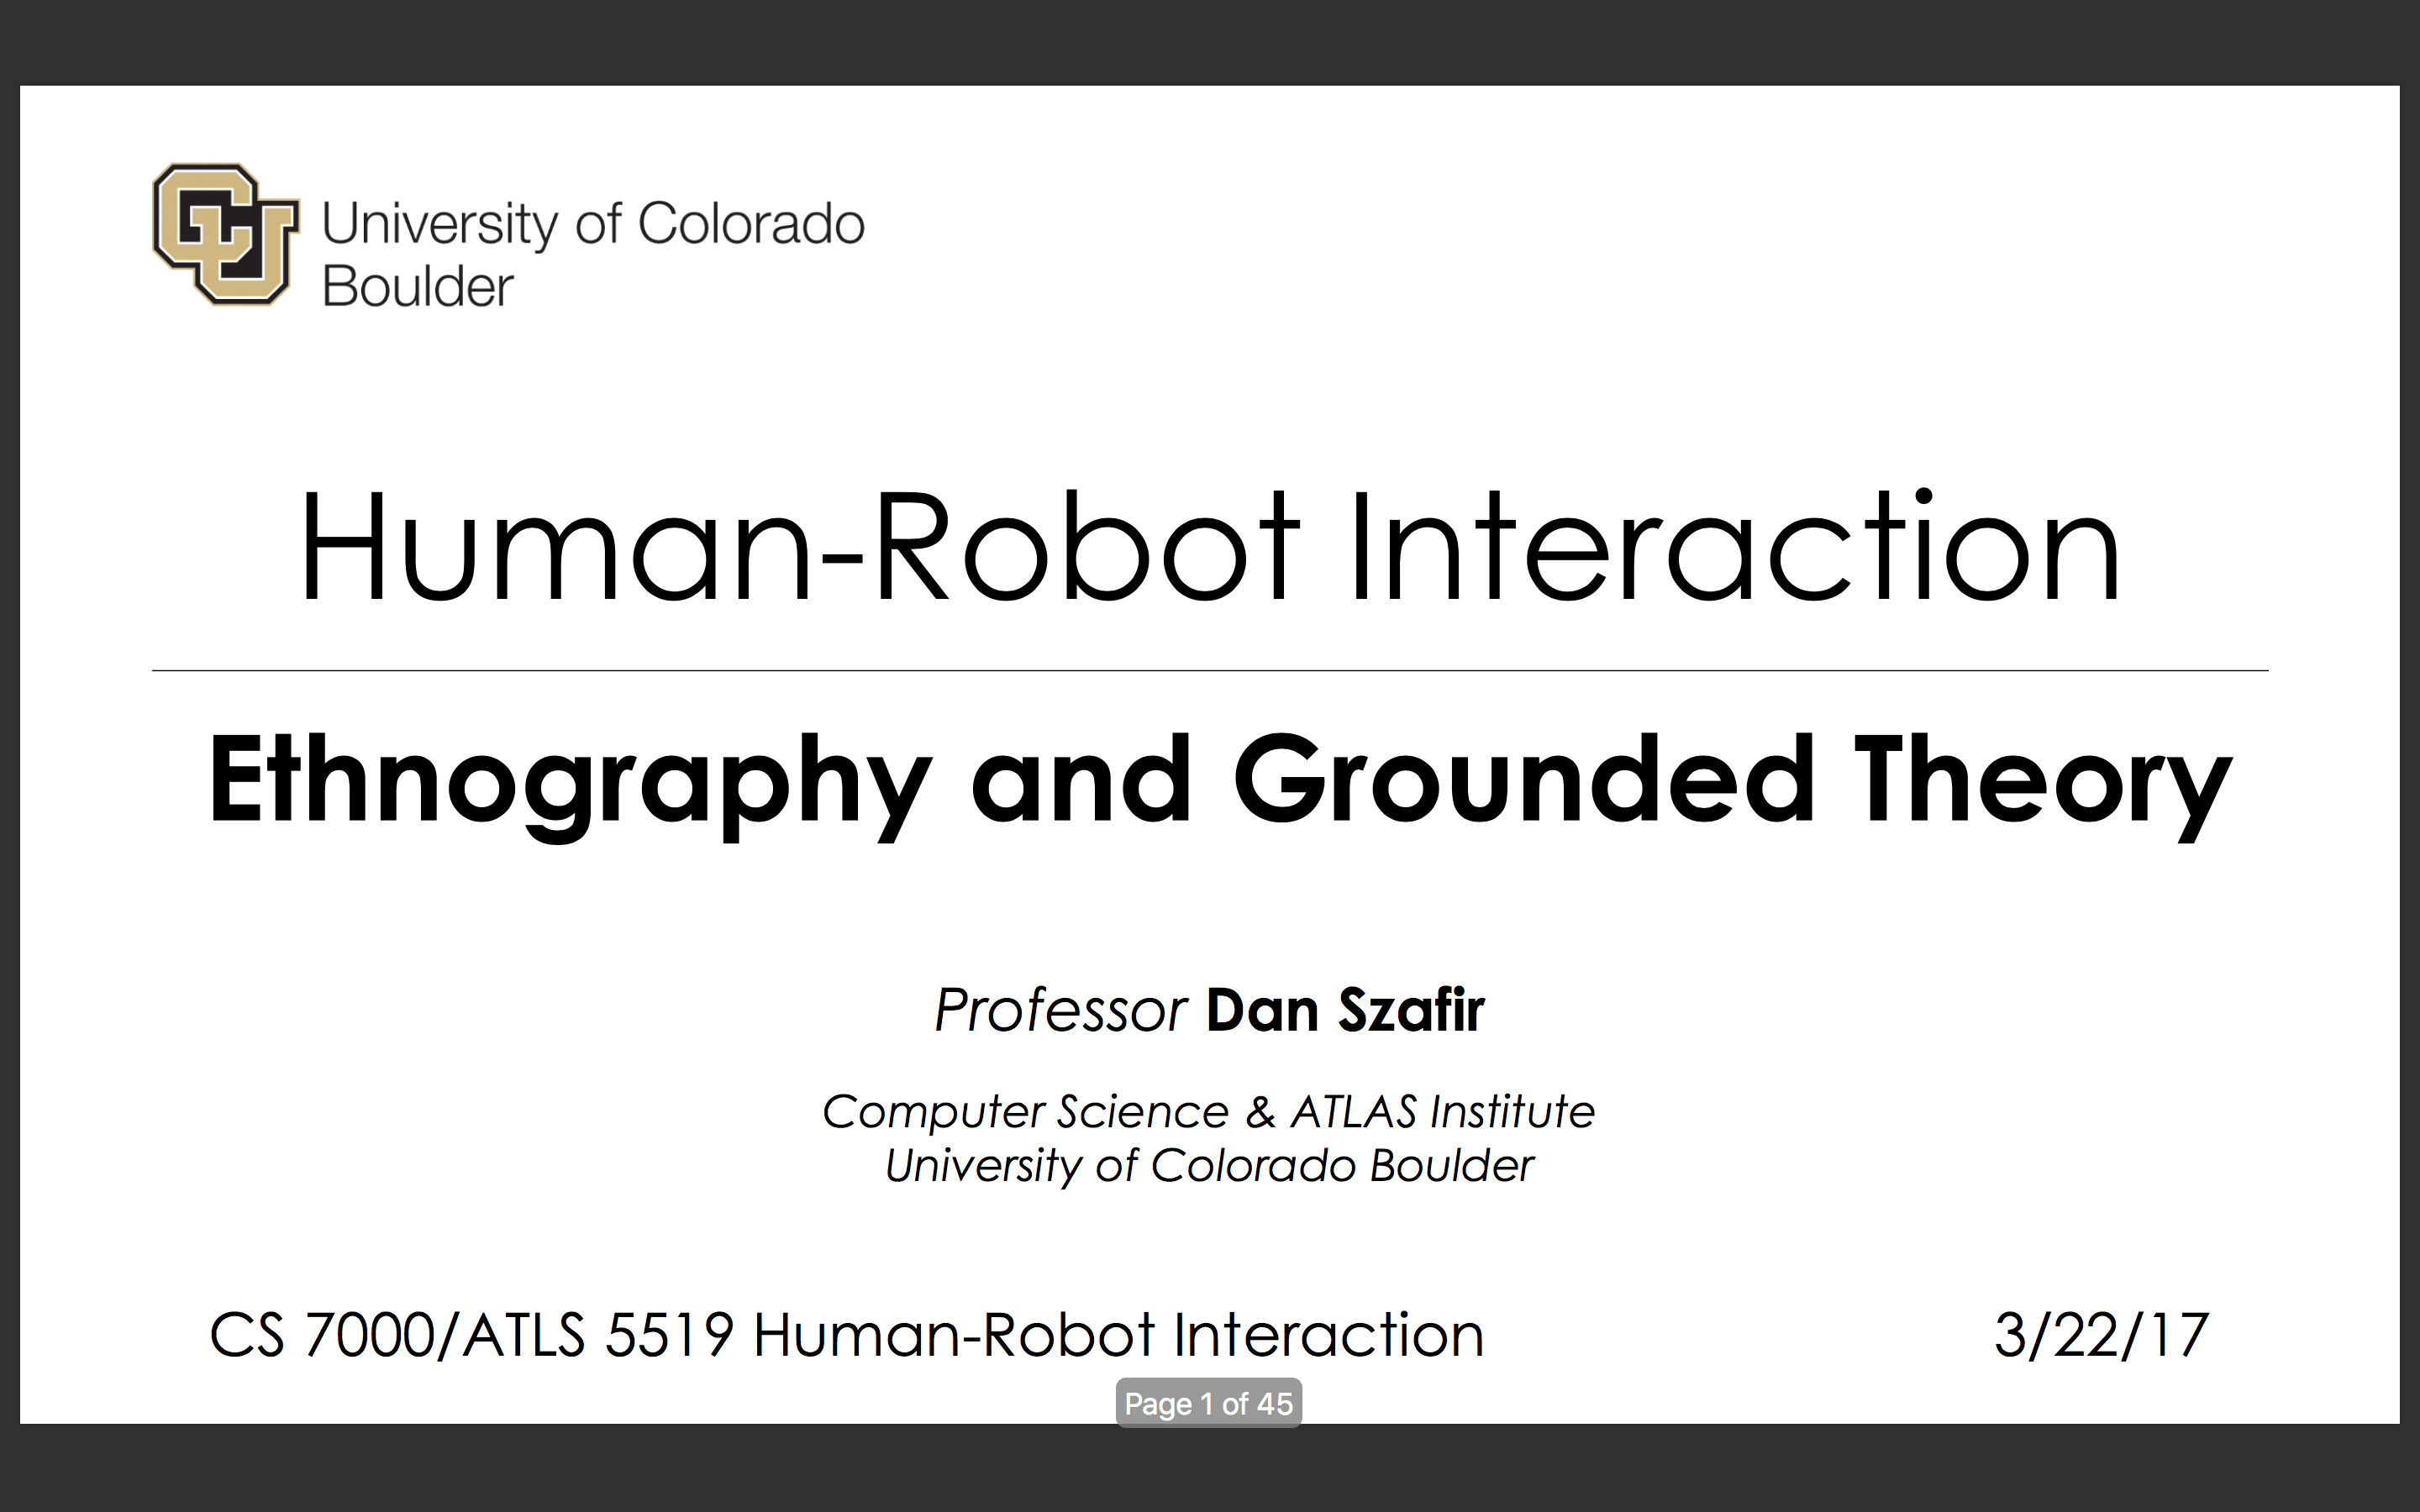 CU
University of Colorado
Boulder
Human-Robot Interaction
Ethnography and Grounded Theory
Professor Dan Szafir
Computer Science & ATLAS Institute
University of Colorado Boulder
CS 7000/ATLS 5519 Human-Robot Interaction
3/22/17
Page 1 of 45